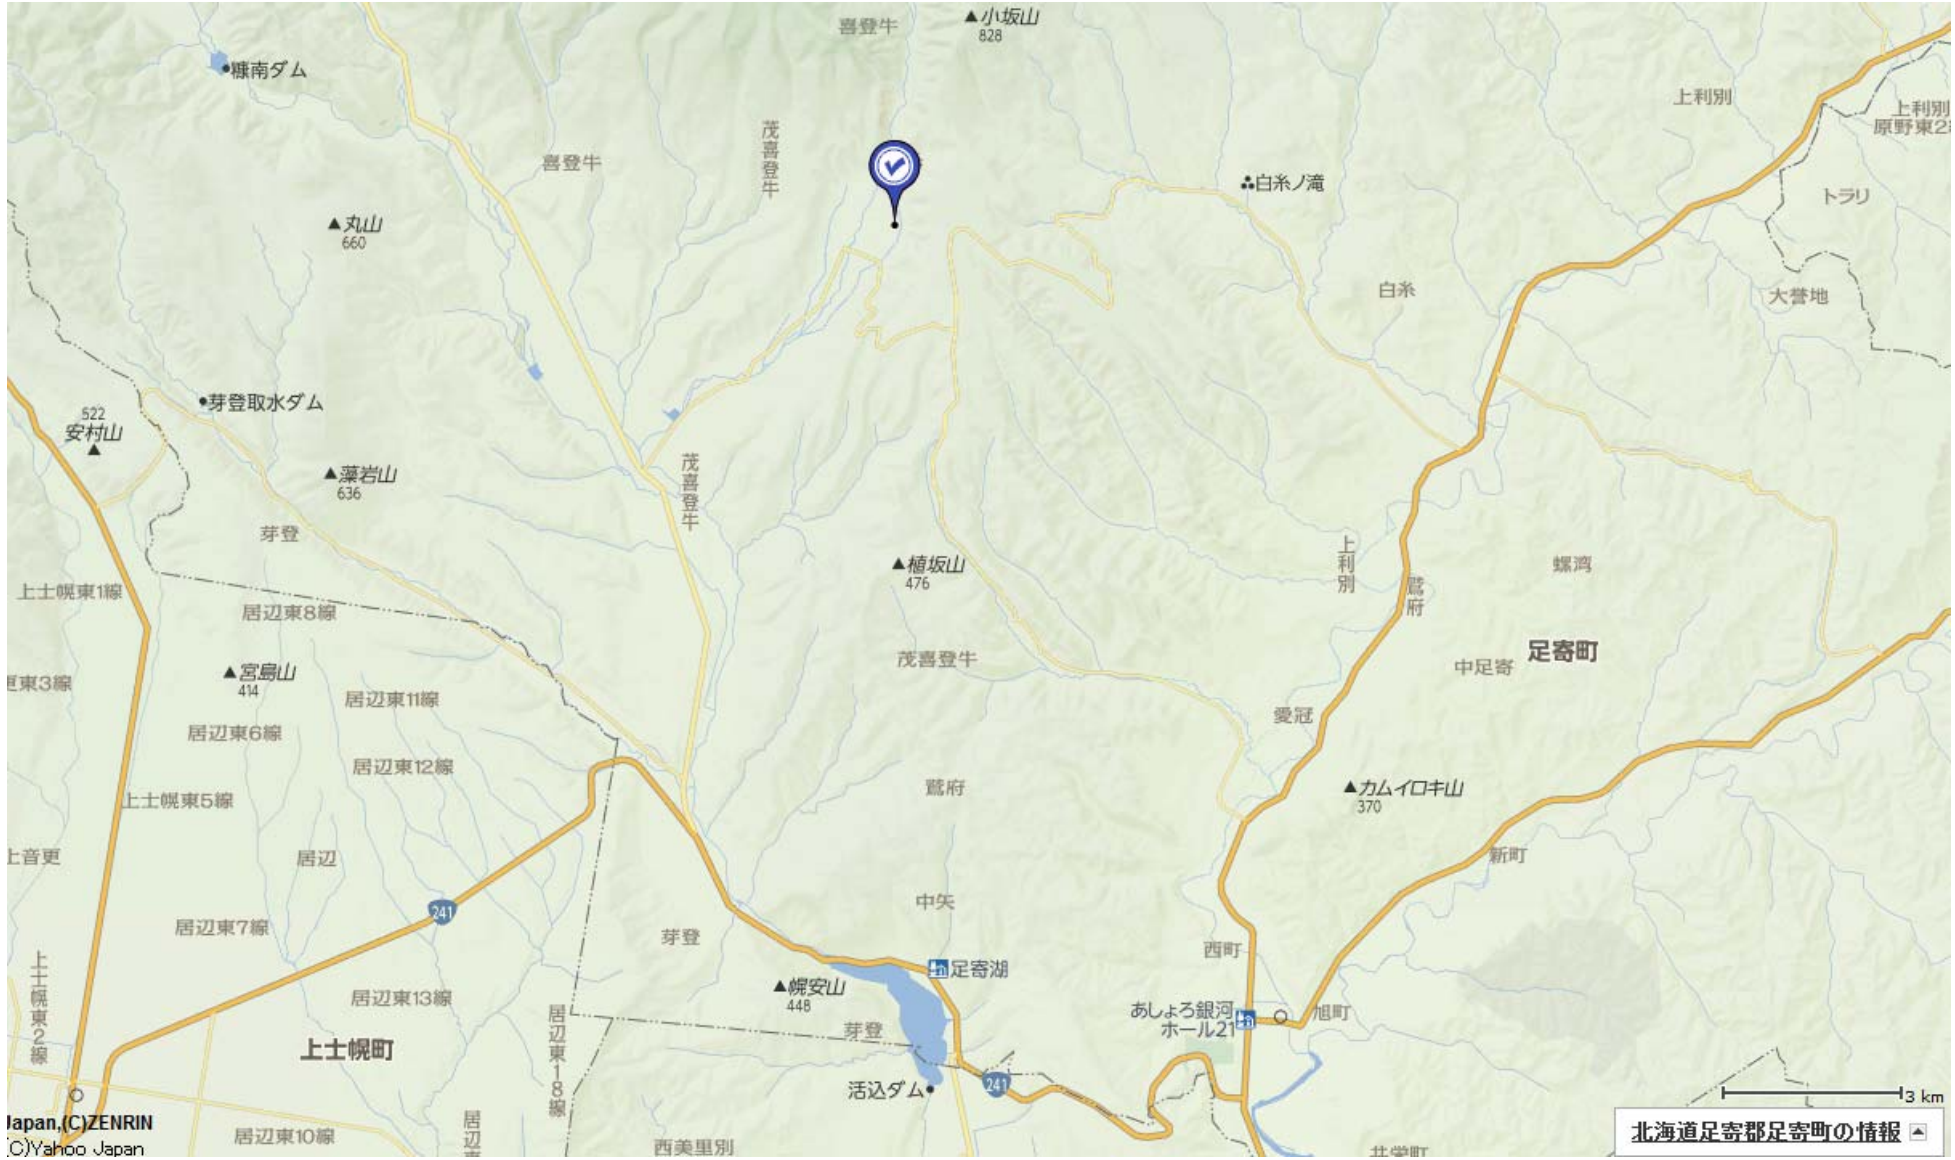 喜登牛
小坂山
828
糠南ダム
上利別
上利別
茂喜登牛
喜登牛
白糸ノ滝
トラリ
丸山
660
白糸
大誉地
芽登取水ダム
522
安村山
藻岩山
636
茂喜登牛
芽登
上利別
鷲府
螺湾
植坂山
476
上士幌東1線
居辺東8線
足寄町
中足寄
茂喜登牛
宮島山
414
更東3線
居辺東11線
愛冠
居辺東6線
居辺東12線
カムイロキ山
370
鷲府
上士幌東5線
新町
上音更
居辺
中矢
241
居辺東7線
芽登
西町
上士幌東2線
足寄湖
幌安山
448
居辺東13線
あしょろ銀河
ホール21
旭町
居辺東18線
芽登
上士幌町
241
活込ダム
3 km
Japan,(C)ZENRIN
居辺東10線
西美里別
北海道足寄郡足寄町の情報
(C)Yahoo Japan